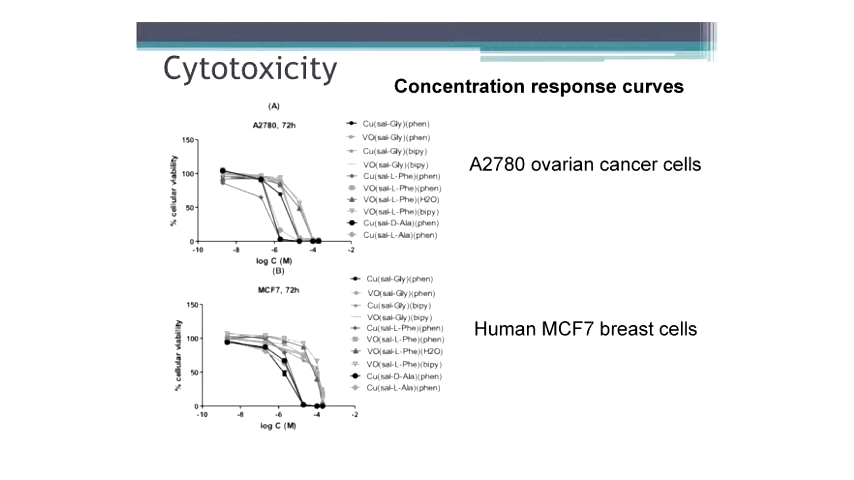 Cytotoxicity
Concentration response curves
(A)
A2780, 72h
% cellular viability
150
100
50
0
-10 -8 -6 -4 -2
log C (M)
Cu(sal-Gly)(phen)
VO(sal-Gly)(phen)
Cu(sal-Gly)(bipy)
VO(sal-Gly)(bipy)
Cu(sal-L-Phe)(phen)
VO(sal-L-Phe)(phen)
VO(sal-L-Phe)(H2O)
VO(sal-L-Phe)(bipy)
Cu(sal-D-Ala)(phen)
Cu(sal-L-Ala)(phen)
A2780 ovarian cancer cells
(B)
MCF7, 72h
% cellular viability
150
100
50
0
-10 -8 -6 -4 -2
log C (M)
Cu(sal-Gly)(phen)
VO(sal-Gly)(phen)
Cu(sal-Gly)(bipy)
VO(sal-Gly)(bipy)
Cu(sal-L-Phe)(phen)
VO(sal-L-Phe)(phen)
VO(sal-L-Phe)(H2O)
VO(sal-L-Phe)(bipy)
Cu(sal-D-Ala)(phen)
Cu(sal-L-Ala)(phen)
Human MCF7 breast cells